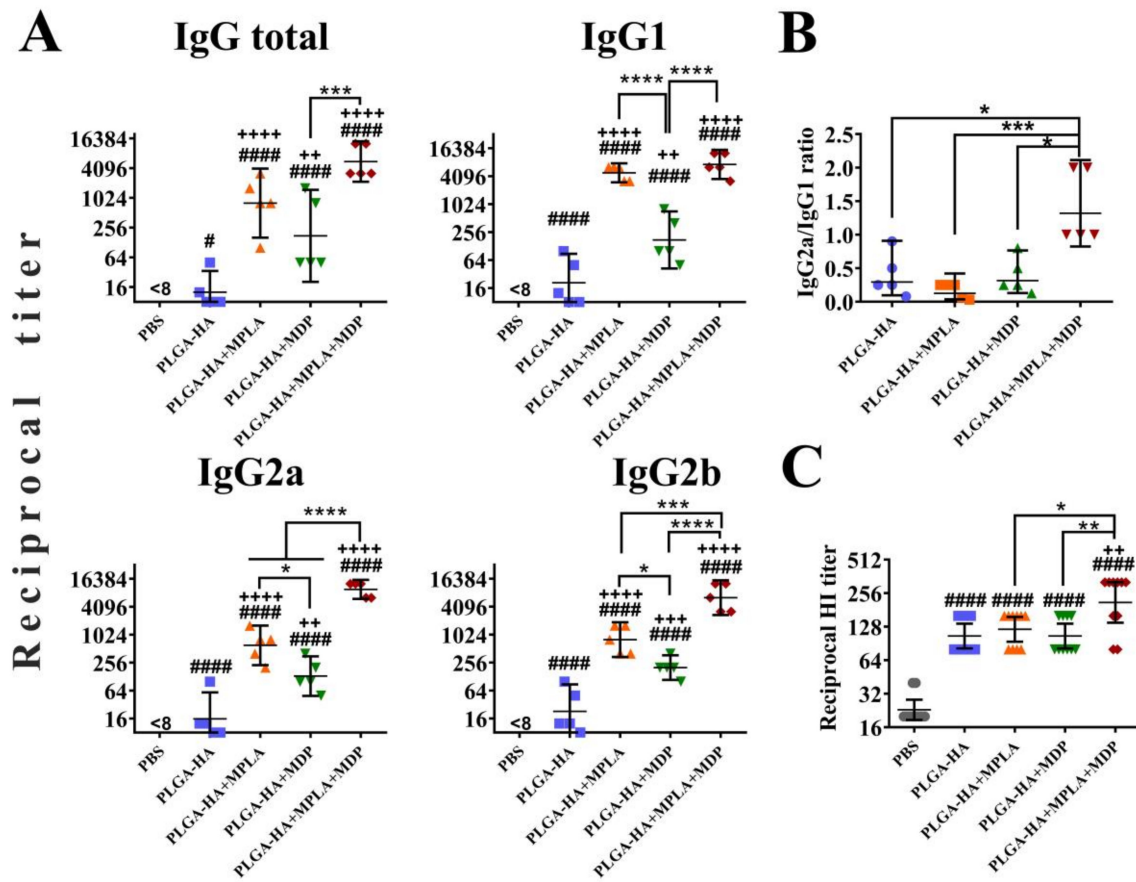 A
IgG total
IgG1
B
Reciprocal titer
***
++++
####
++
####
++++
####
#
<8
16384
4096
1024
256
64
16
PBS
PLGA-HA
PLGA-HA+MPLA
PLGA-HA+MDP
PLGA-HA+MPLA+MDP
****
****
++++
####
++
####
++++
####
####
<8
16384
4096
1024
256
64
16
PBS
PLGA-HA
PLGA-HA+MPLA
PLGA-HA+MDP
PLGA-HA+MPLA+MDP
*
***
*
IgG2a/IgG1 ratio
2.5
2.0
1.5
1.0
0.5
0.0
PLGA-HA
PLGA-HA+MPLA
PLGA-HA+MDP
PLGA-HA+MPLA+MDP
IgG2a
IgG2b
C
****
*
++++
####
++
####
++++
####
####
<8
16384
4096
1024
256
64
16
PBS
PLGA-HA
PLGA-HA+MPLA
PLGA-HA+MDP
PLGA-HA+MPLA+MDP
***
****
*
++++
####
+++
####
++++
####
####
<8
16384
4096
1024
256
64
16
PBS
PLGA-HA
PLGA-HA+MPLA
PLGA-HA+MDP
PLGA-HA+MPLA+MDP
*
**
++
####
####
####
####
Reciprocal HI titer
512
256
128
64
32
16
PBS
PLGA-HA
PLGA-HA+MPLA
PLGA-HA+MDP
PLGA-HA+MPLA+MDP